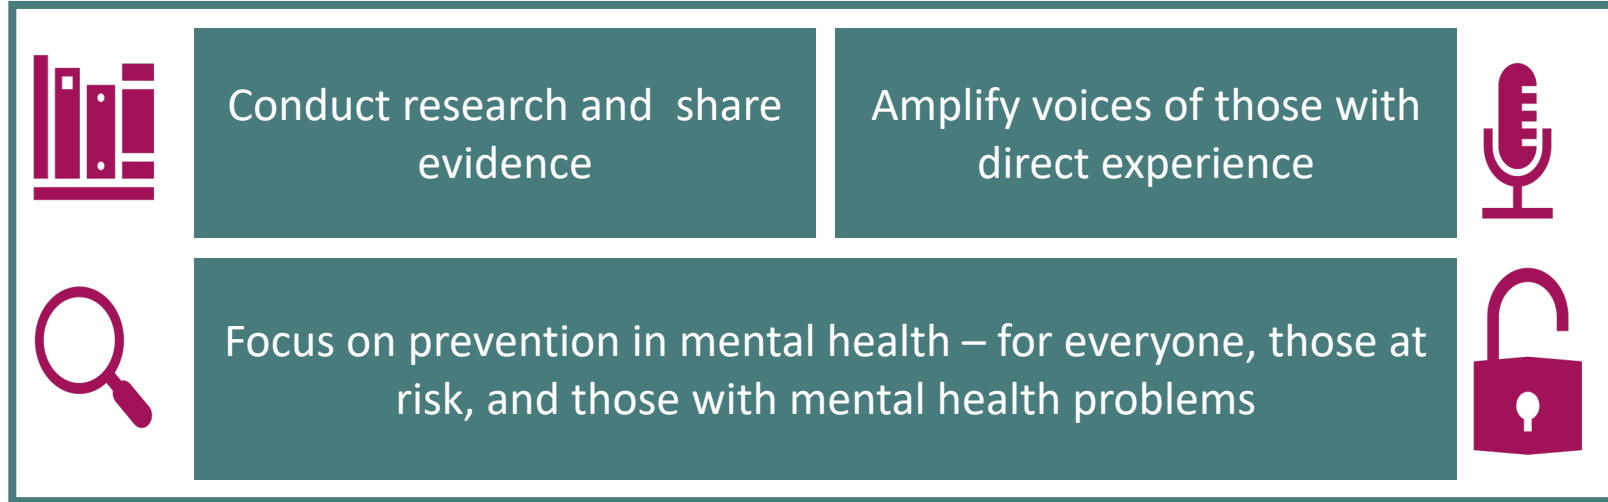 Conduct research and  share
evidence
Amplify voices of those with
direct experience
Focus on prevention in mental health – for everyone, those at
risk, and those with mental health problems